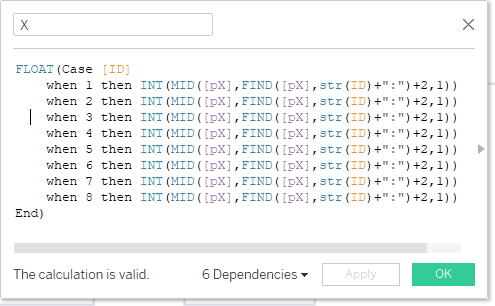 X
FLOAT(Case [ID]
when 1 then INT(MID([pX],FIND([pX],str(ID)+":")+2,1))
when 2 then INT(MID([pX],FIND([pX],str(ID)+":")+2,1))
when 3 then INT(MID([pX],FIND([pX],str(ID)+":")+2,1))
when 4 then INT(MID([pX],FIND([pX],str(ID)+":")+2,1))
when 5 then INT(MID([pX],FIND([pX],str(ID)+":")+2,1))
when 6 then INT(MID([pX],FIND([pX],str(ID)+":")+2,1))
when 7 then INT(MID([pX],FIND([pX],str(ID)+":")+2,1))
when 8 then INT(MID([pX],FIND([pX],str(ID)+":")+2,1))
End)
The calculation is valid. 6 Dependencies Apply OK